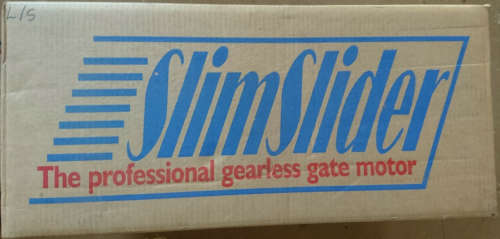 L/S
SlimSlider
The professional gearless gate motor